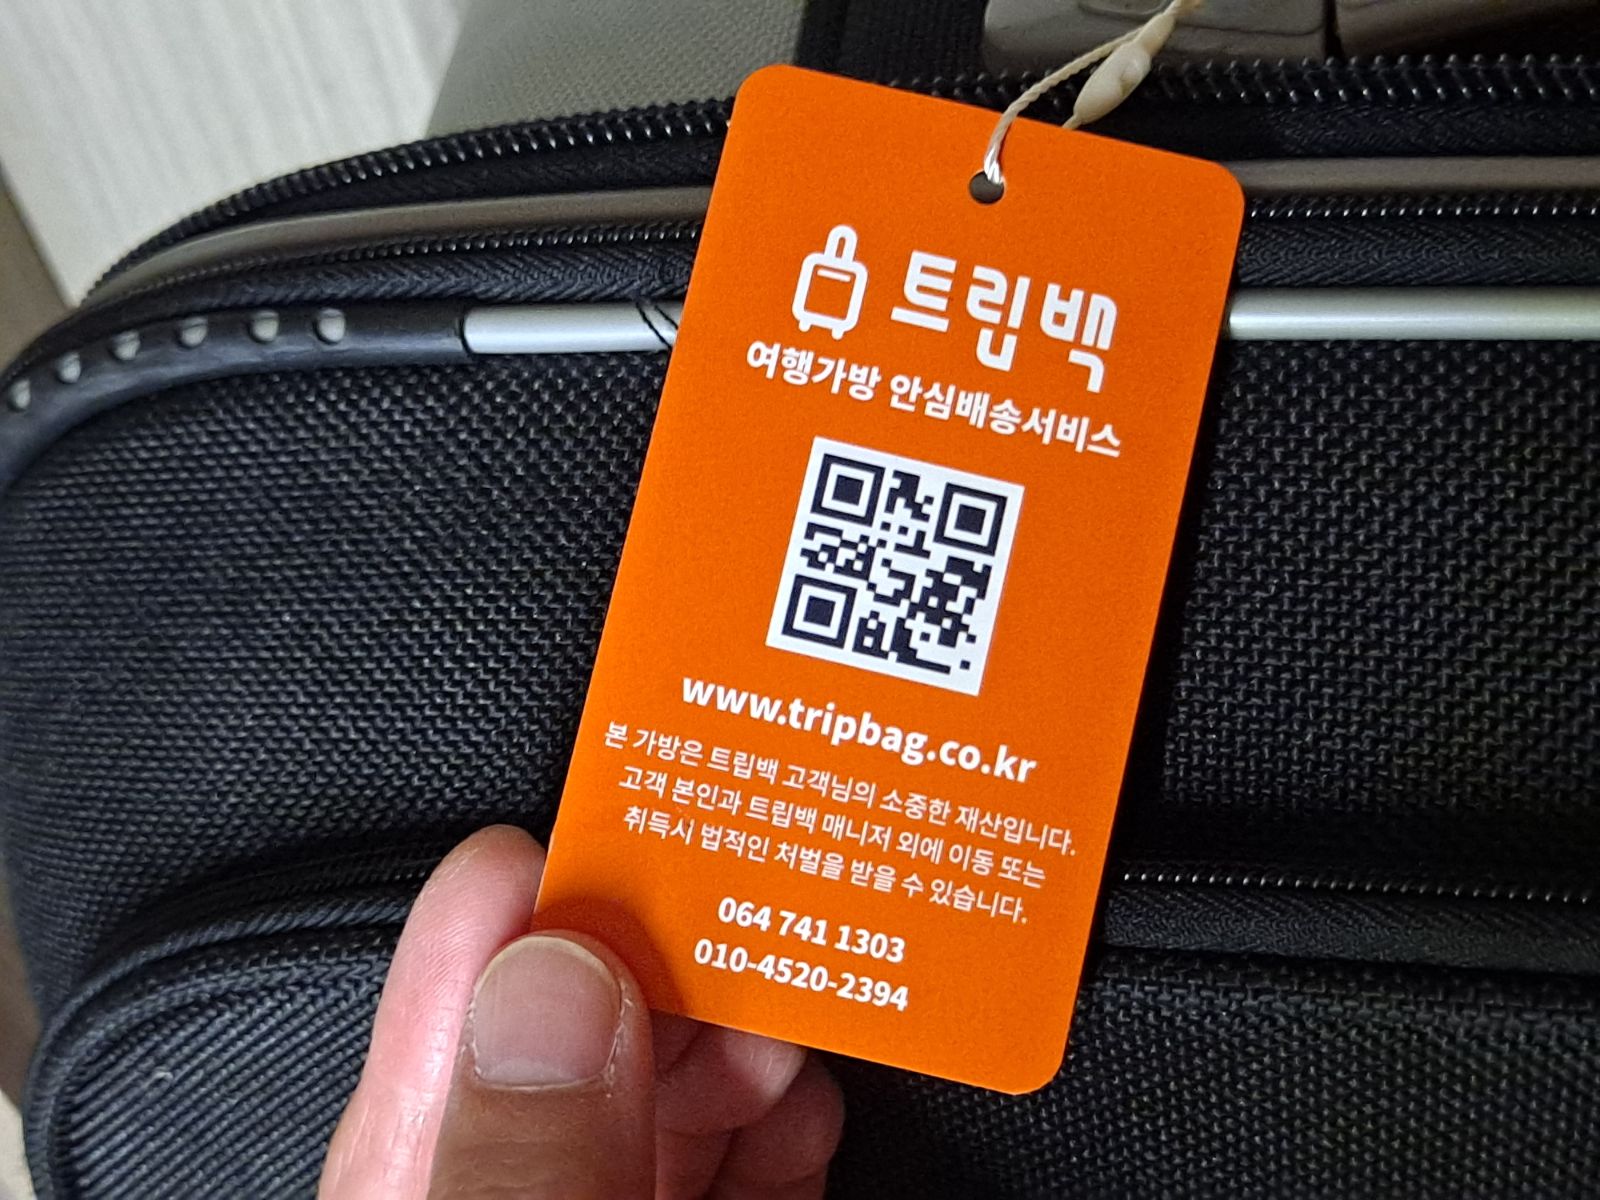 트립백
여행가방 안심배송서비스
www.tripbag.co.kr
본 가방은 트립백 고객님의 소중한 재산입니다.
고객 본인과 트립백 매니저 외에 이동 또는
취득시 법적인 처벌을 받을 수 있습니다.
064 741 1303
010-4520-2394